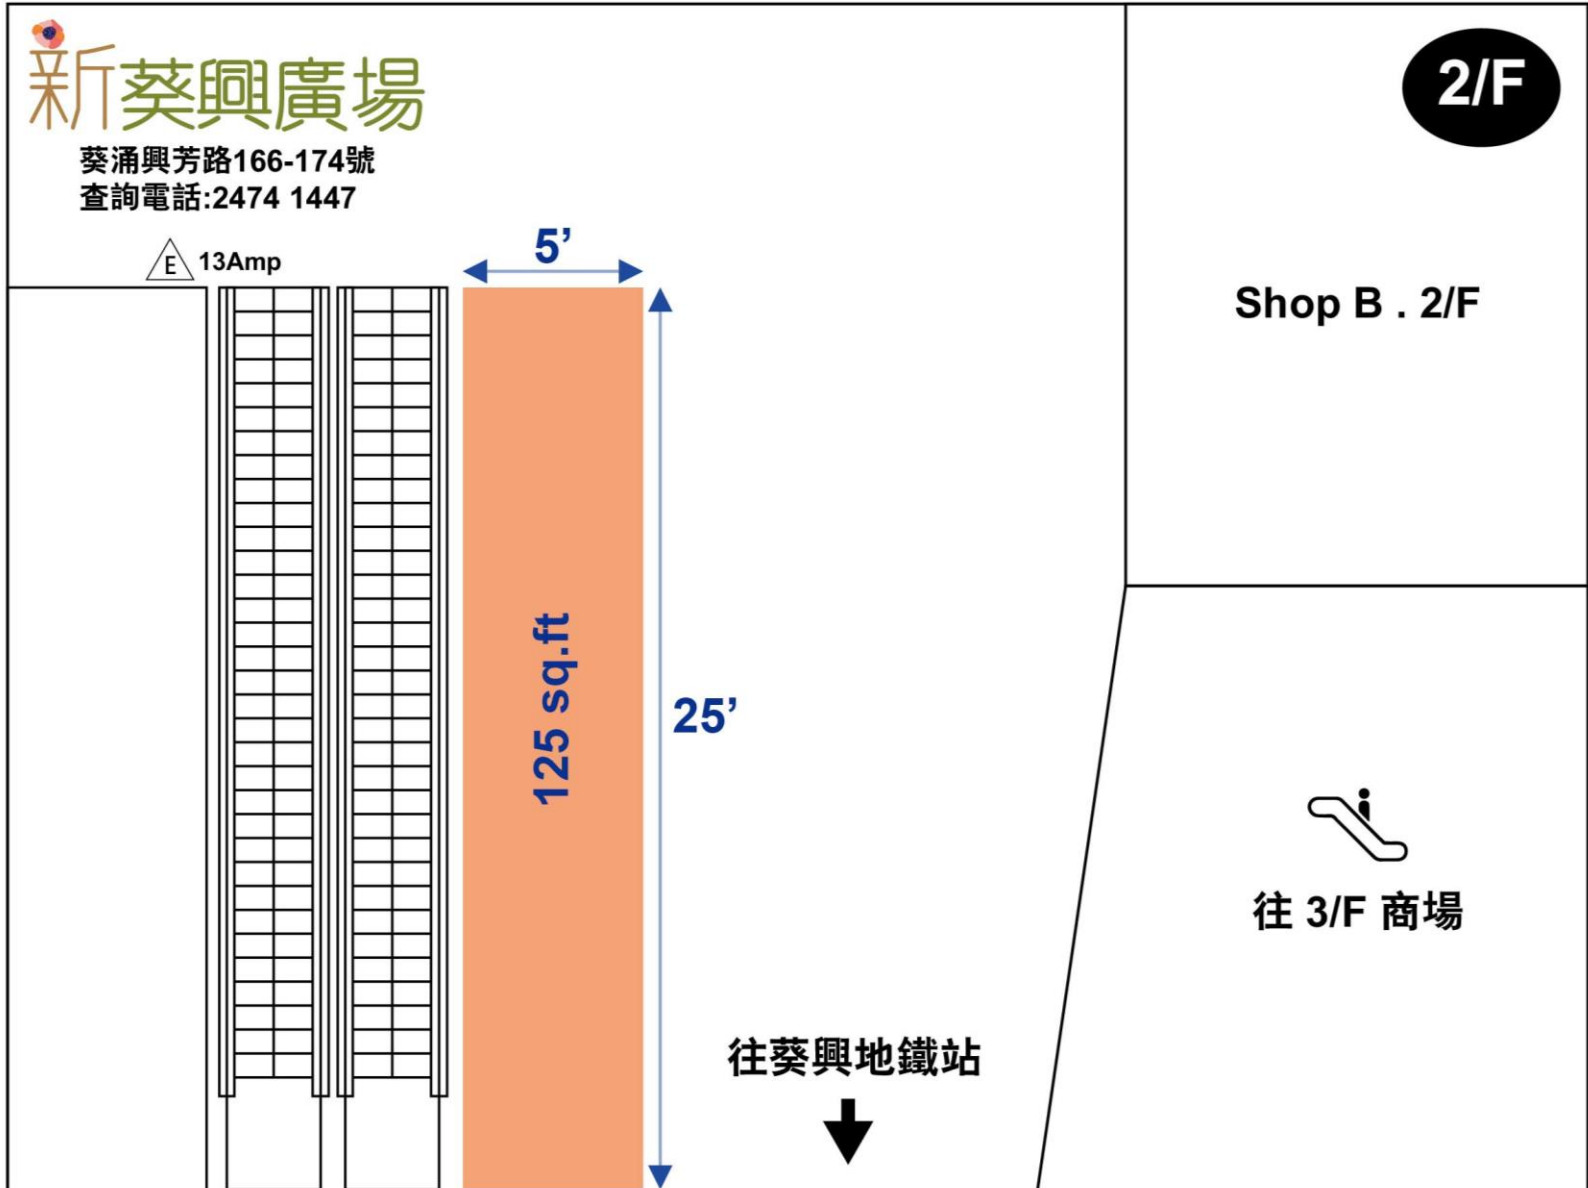 新葵興廣場
2/F
葵涌興芳路166-174號
查詢電話:2474 1447
E 13Amp
5’
Shop B . 2/F
125 sq.ft
25’
往 3/F 商場
往葵興地鐵站